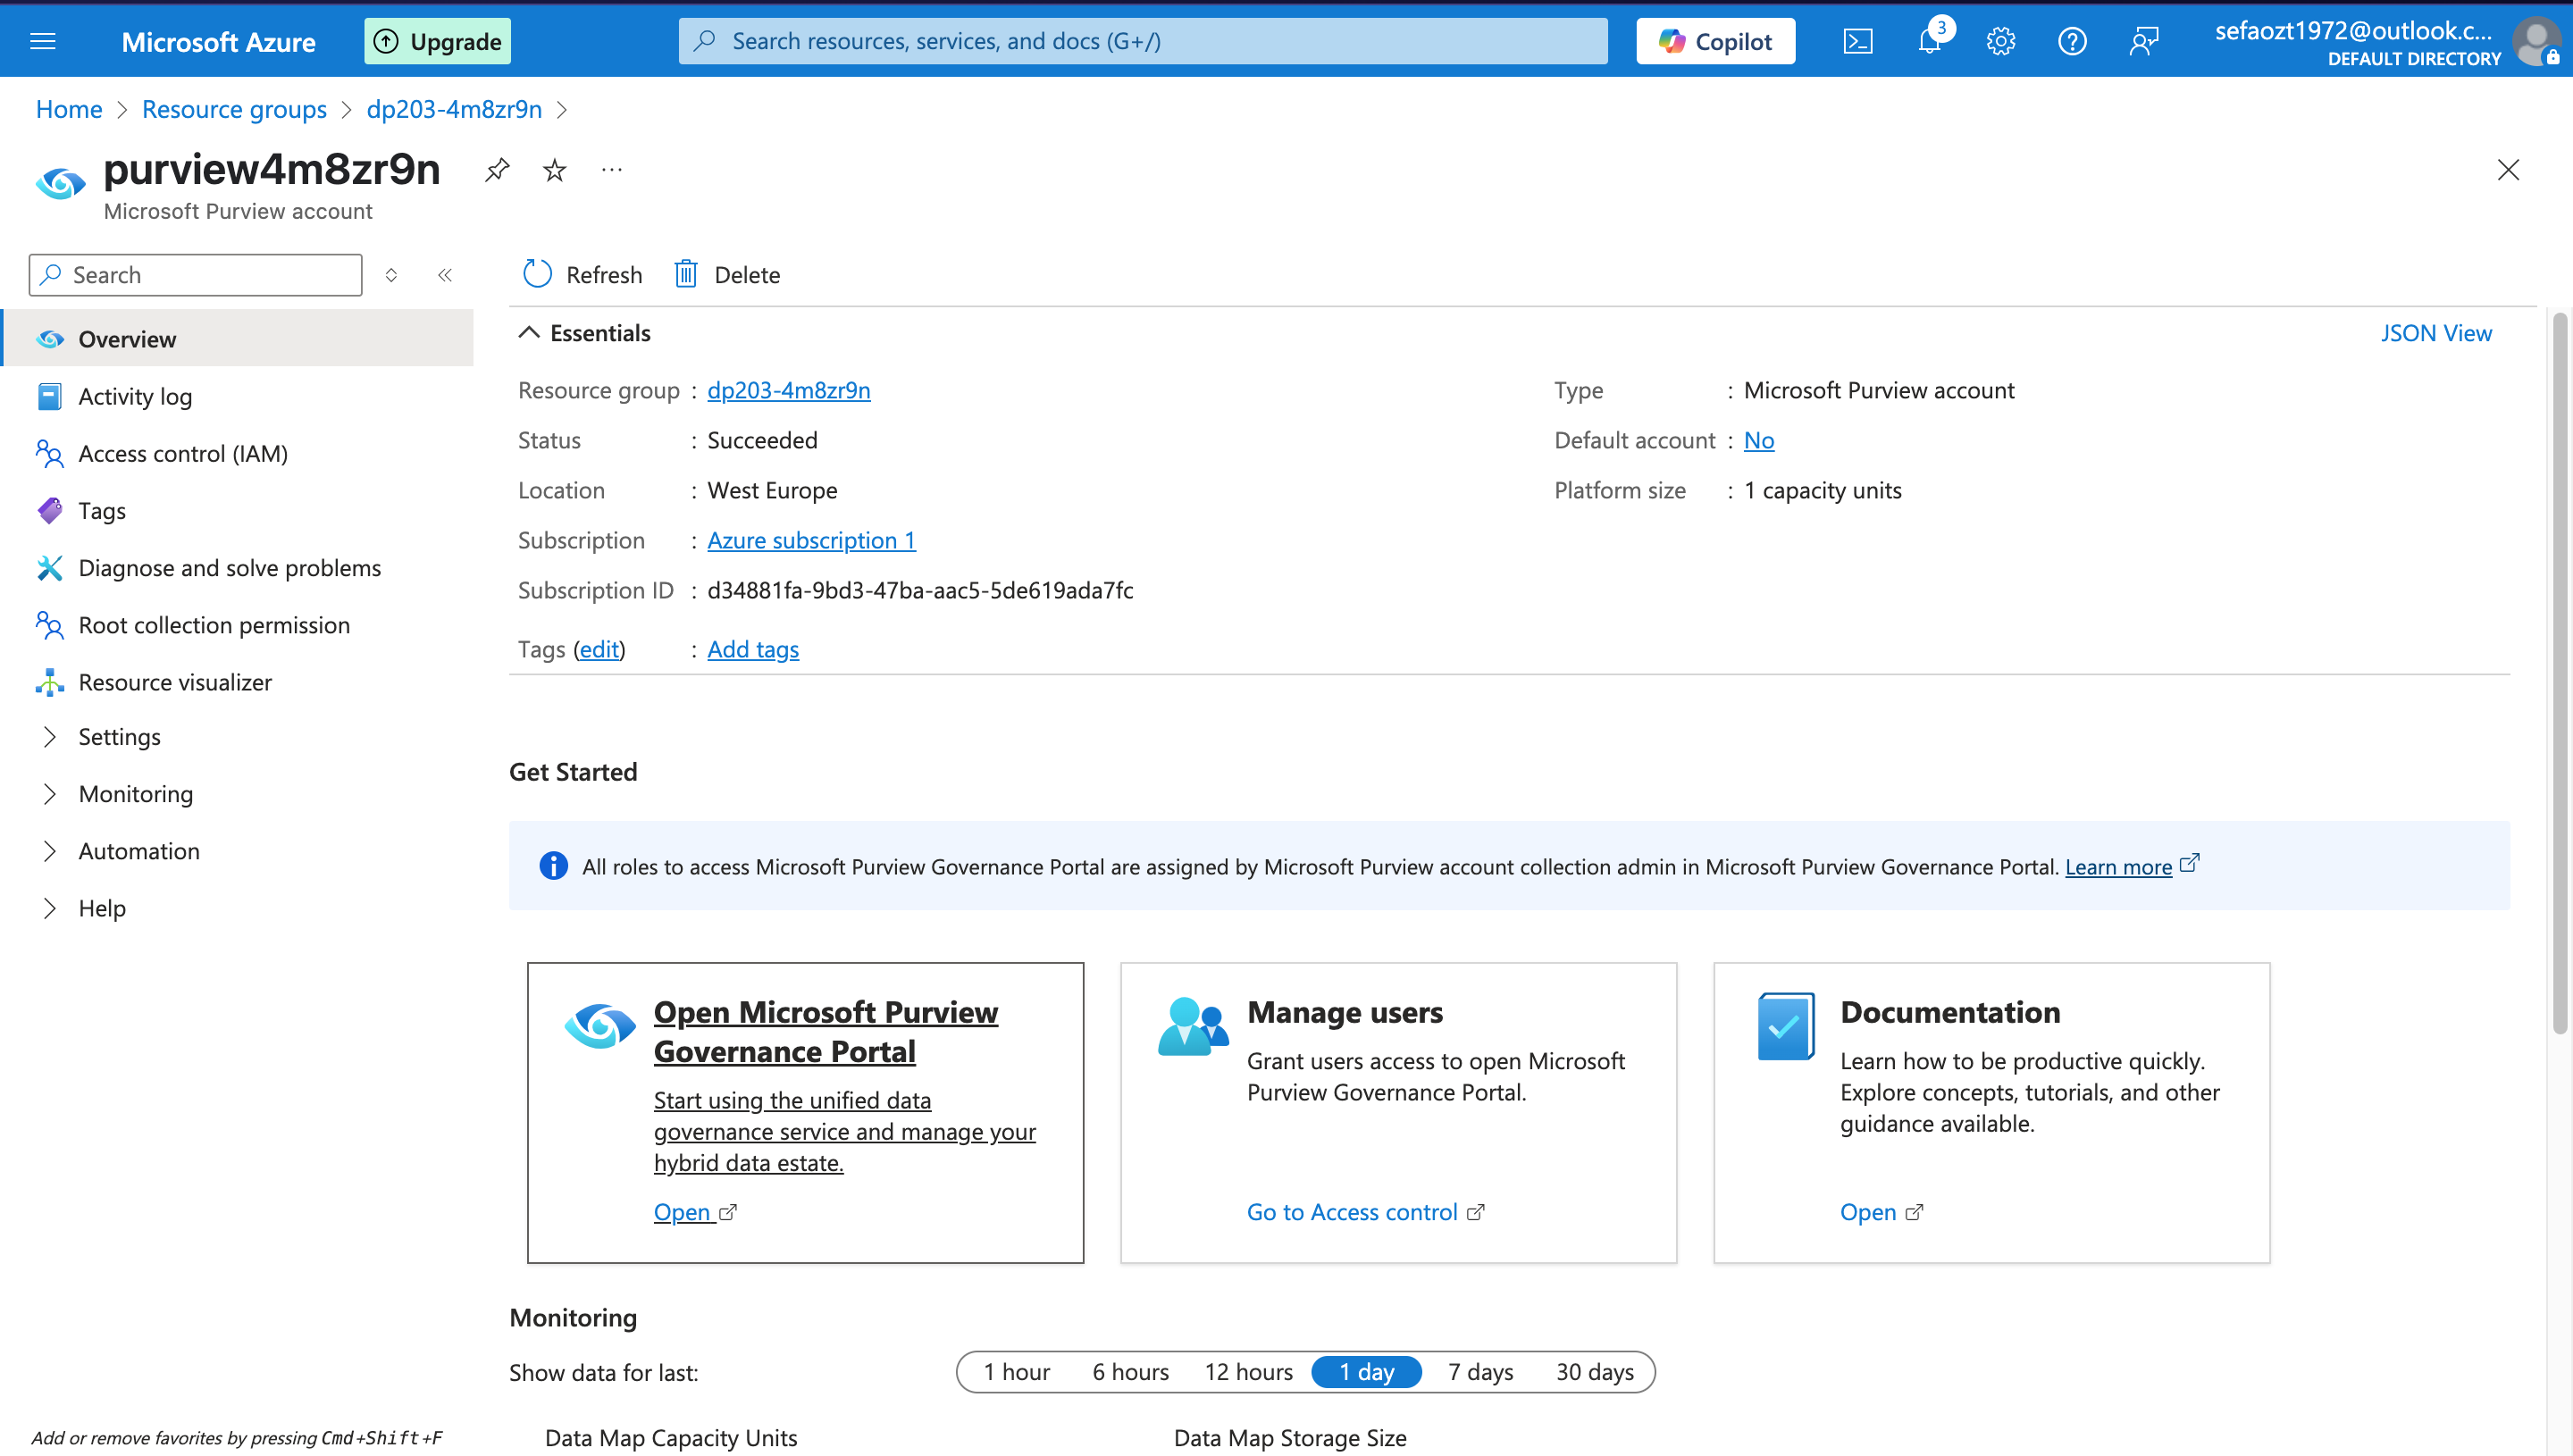 Microsoft Azure
Upgrade
Search resources, services, and docs (G+/)
Copilot
3
sefaozt1972@outlook.c...
DEFAULT DIRECTORY
Home > Resource groups > dp203-4m8zr9n >
purview4m8zr9n
Microsoft Purview account
Search
Refresh
Delete
Overview
Activity log
Access control (IAM)
Tags
Diagnose and solve problems
Root collection permission
Resource visualizer
Settings
Monitoring
Automation
Help
Add or remove favorites by pressing Cmd+Shift+F
Essentials
JSON View
Resource group : dp203-4m8zr9n
Status : Succeeded
Location : West Europe
Subscription : Azure subscription 1
Subscription ID : d34881fa-9bd3-47ba-aac5-5de619ada7fc
Tags (edit) : Add tags
Type : Microsoft Purview account
Default account : No
Platform size : 1 capacity units
Get Started
All roles to access Microsoft Purview Governance Portal are assigned by Microsoft Purview account collection admin in Microsoft Purview Governance Portal. Learn more
Open Microsoft Purview
Governance Portal
Start using the unified data
governance service and manage your
hybrid data estate.
Open
Manage users
Grant users access to open Microsoft
Purview Governance Portal.
Go to Access control
Documentation
Learn how to be productive quickly.
Explore concepts, tutorials, and other
guidance available.
Open
Monitoring
Show data for last:
1 hour 6 hours 12 hours 1 day 7 days 30 days
Data Map Capacity Units
Data Map Storage Size